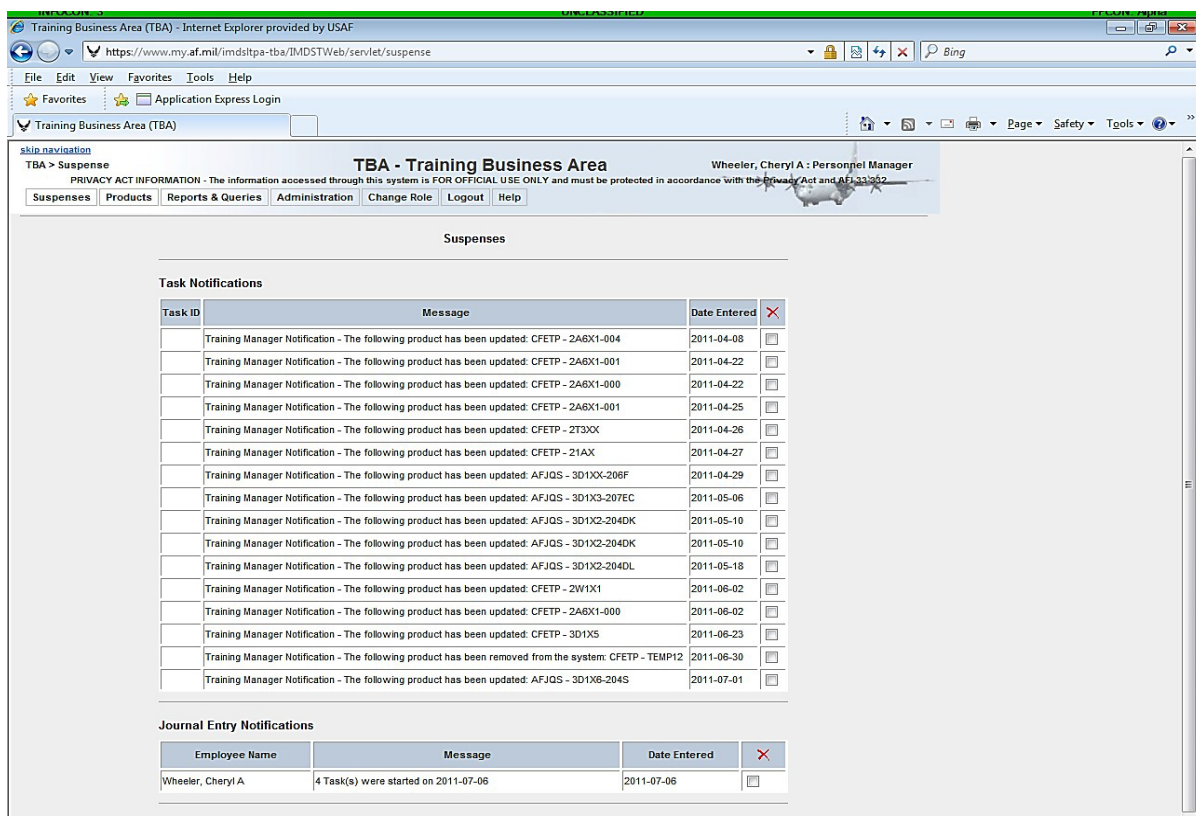 INFOCON: 3 UNCLASSIFIED FPCON: Alpha
Training Business Area (TBA) - Internet Explorer provided by USAF
https://www.my.af.mil/imdsltpa-tba/IMDSTWeb/servlet/suspense Bing
File Edit View Favorites Tools Help
Favorites Application Express Login
Training Business Area (TBA) Page Safety Tools
skip navigation
TBA > Suspense TBA - Training Business Area Wheeler, Cheryl A : Personnel Manager
PRIVACY ACT INFORMATION - The information accessed through this system is FOR OFFICIAL USE ONLY and must be protected in accordance with the Privacy Act and AFI 33-332
Suspenses Products Reports & Queries Administration Change Role Logout Help
Suspenses
Task Notifications
Task ID Message Date Entered
Training Manager Notification - The following product has been updated: CFETP - 2A6X1-004 2011-04-08
Training Manager Notification - The following product has been updated: CFETP - 2A6X1-001 2011-04-22
Training Manager Notification - The following product has been updated: CFETP - 2A6X1-000 2011-04-22
Training Manager Notification - The following product has been updated: CFETP - 2A6X1-001 2011-04-25
Training Manager Notification - The following product has been updated: CFETP - 2T3XX 2011-04-26
Training Manager Notification - The following product has been updated: CFETP - 21AX 2011-04-27
Training Manager Notification - The following product has been updated: AFJQS - 3D1XX-206F 2011-04-29
Training Manager Notification - The following product has been updated: AFJQS - 3D1X3-207EC 2011-05-06
Training Manager Notification - The following product has been updated: AFJQS - 3D1X2-204DK 2011-05-10
Training Manager Notification - The following product has been updated: AFJQS - 3D1X2-204DK 2011-05-10
Training Manager Notification - The following product has been updated: AFJQS - 3D1X2-204DL 2011-05-18
Training Manager Notification - The following product has been updated: CFETP - 2W1X1 2011-06-02
Training Manager Notification - The following product has been updated: CFETP - 2A6X1-000 2011-06-02
Training Manager Notification - The following product has been updated: CFETP - 3D1X5 2011-06-23
Training Manager Notification - The following product has been removed from the system: CFETP - TEMP12 2011-06-30
Training Manager Notification - The following product has been updated: AFJQS - 3D1X6-204S 2011-07-01
Journal Entry Notifications
Employee Name Message Date Entered
Wheeler, Cheryl A 4 Task(s) were started on 2011-07-06 2011-07-06